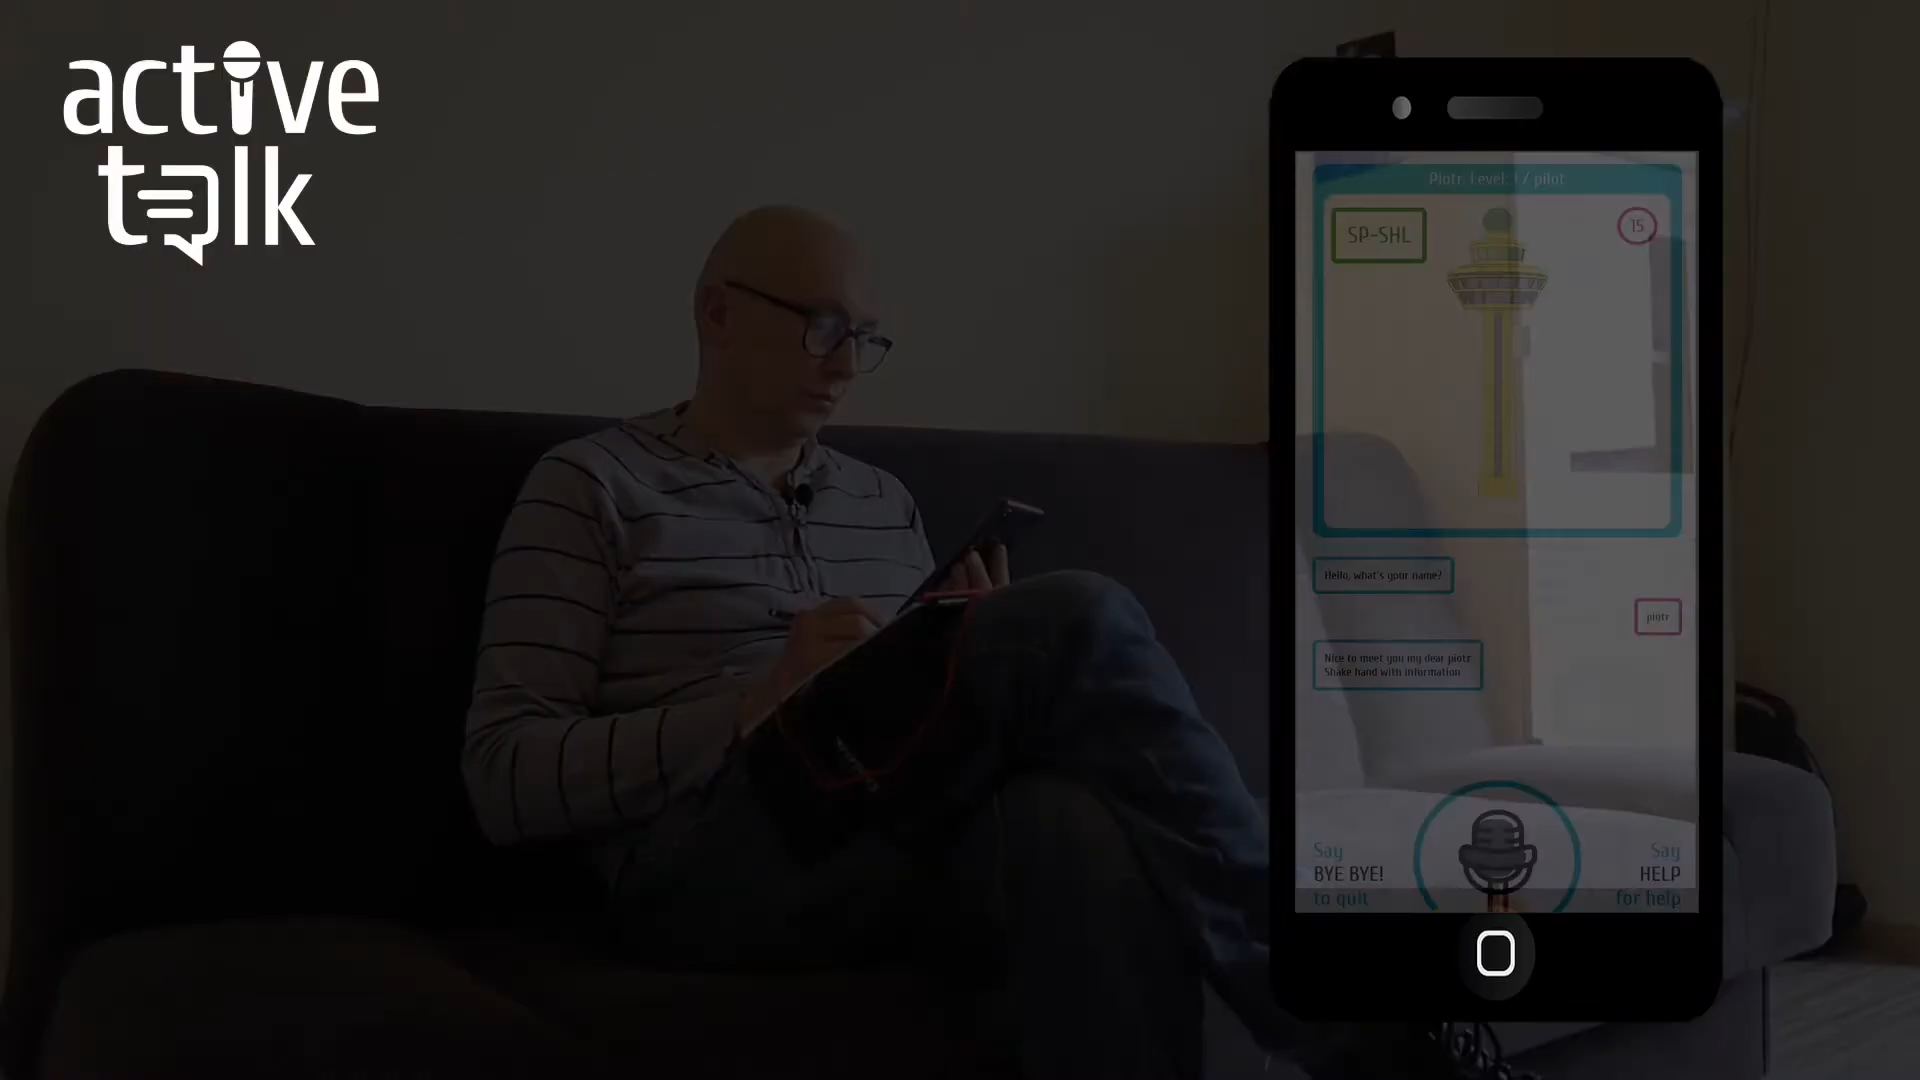 active
talk
Piotr. Level: 1 / pilot
SP-SHL
15
Hello, what's your name?
piotr
Nice to meet you my dear piotr
Shake hand with information
Say
BYE BYE!
to quit
Say
HELP
for help